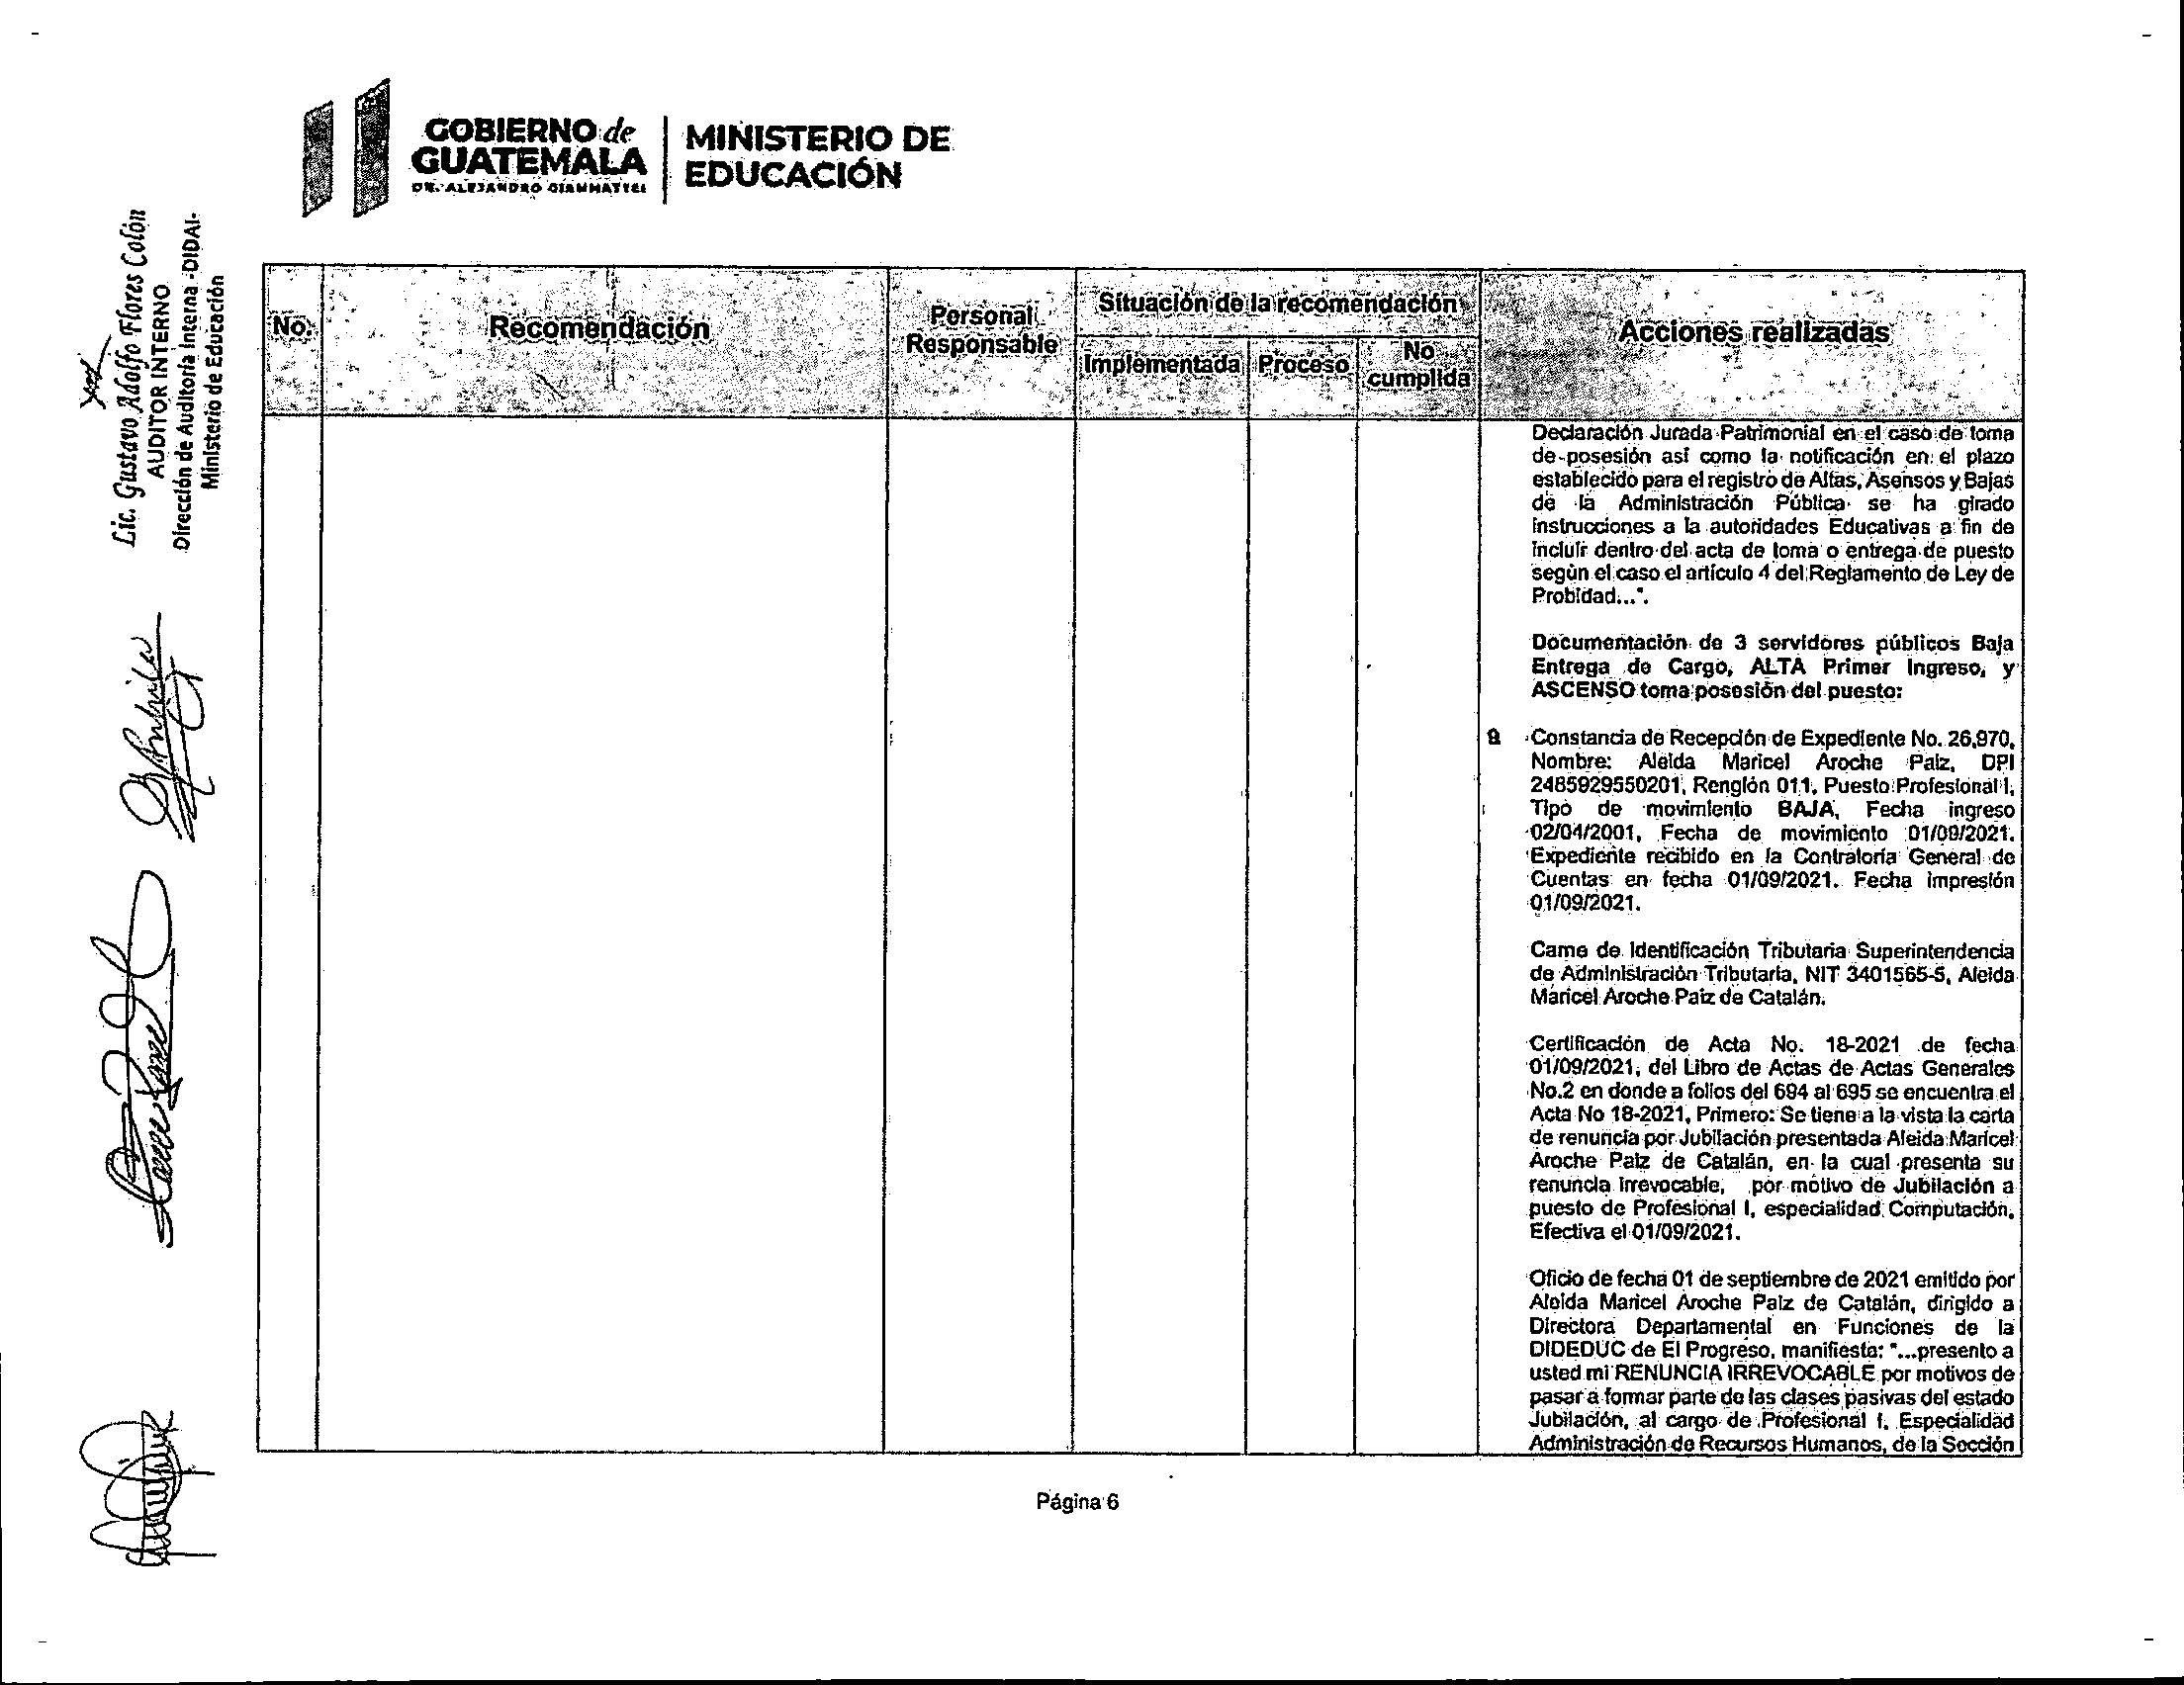 GOBIERNO de
GUATEMALA
DR. ALEJANDRO GIAMMATTEI
MINISTERIO DE
EDUCACIÓN
Lic. Gustavo Adolfo Flores Colón
AUDITOR INTERNO
Dirección de Auditoría Interna -DIDAI-
Ministerio de Educación
No.
Recomendación
Personal
Responsable
Situación de la recomendación
Implementada
Proceso
No
cumplida
Acciones realizadas
Declaración Jurada Patrimonial en el caso de toma
de posesión así como la notificación en el plazo
establecido para el registro de Altas, Asensos y Bajas
de la Administración Pública se ha girado
instrucciones a la autoridades Educativas a fin de
incluir dentro del acta de toma o entrega de puesto
según el caso el artículo 4 del Reglamento de Ley de
Probidad...".
Documentación de 3 servidores públicos Baja
Entrega de Cargo, ALTA Primer Ingreso, y
ASCENSO toma posesión del puesto:
Constancia de Recepción de Expediente No. 26,970,
Nombre: Aleida Maricel Aroche Paiz, DPI
2485929550201, Renglón 011, Puesto Profesional I,
Tipo de movimiento BAJA, Fecha ingreso
02/04/2001, Fecha de movimiento 01/09/2021.
Expediente recibido en la Contraloría General de
Cuentas en fecha 01/09/2021. Fecha impresión
01/09/2021.
Carne de Identificación Tributaria Superintendencia
de Administración Tributaria, NIT 3401565-5, Aleida
Maricel Aroche Paiz de Catalán.
Certificación de Acta No. 18-2021 de fecha
01/09/2021, del Libro de Actas de Actas Generales
No.2 en donde a folios del 694 al 695 se encuentra el
Acta No 18-2021, Primero: Se tiene a la vista la carta
de renuncia por Jubilación presentada Aleida Maricel
Aroche Paiz de Catalán, en la cual presenta su
renuncia irrevocable, por motivo de Jubilación a
puesto de Profesional I, especialidad Computación,
Efectiva el 01/09/2021.
Oficio de fecha 01 de septiembre de 2021 emitido por
Aleida Maricel Aroche Paiz de Catalán, dirigido a
Directora Departamental en Funciones de la
DIDEDUC de El Progreso, manifiesta: "...presento a
usted mi RENUNCIA IRREVOCABLE por motivos de
pasar a formar parte de las clases pasivas del estado
Jubilación, al cargo de Profesional I, Especialidad
Administración de Recursos Humanos, de la Sección
Página 6